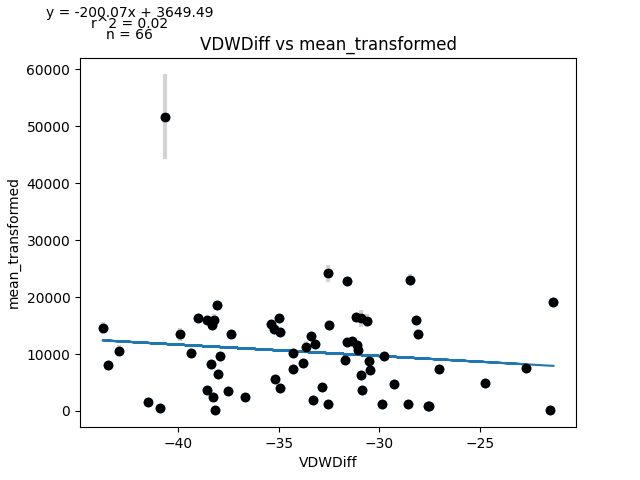 y = -200.07x + 3649.49
r^2 = 0.02
n = 66
VDWDiff vs mean_transformed
60000
50000
40000
30000
20000
10000
0
mean_transformed
−40
−35
−30
−25
VDWDiff